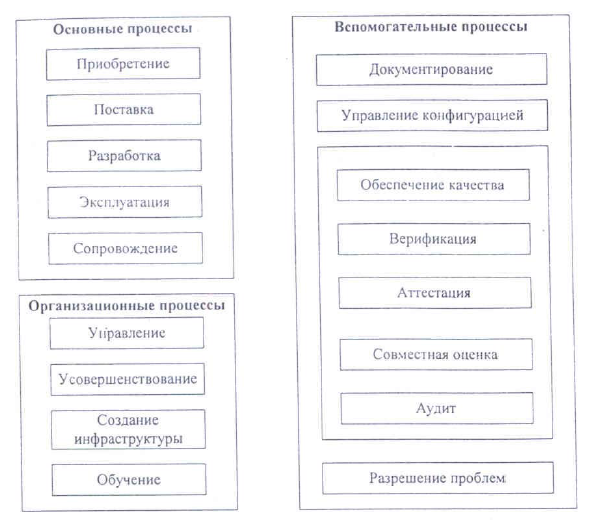 Основные процессы
Приобретение
Поставка
Разработка
Эксплуатация
Сопровождение
Организационные процессы
Управление
Усовершенствование
Создание
инфраструктуры
Обучение
Вспомогательные процессы
Документирование
Управление конфигурацией
Обеспечение качества
Верификация
Аттестация
Совместная оценка
Аудит
Разрешение проблем